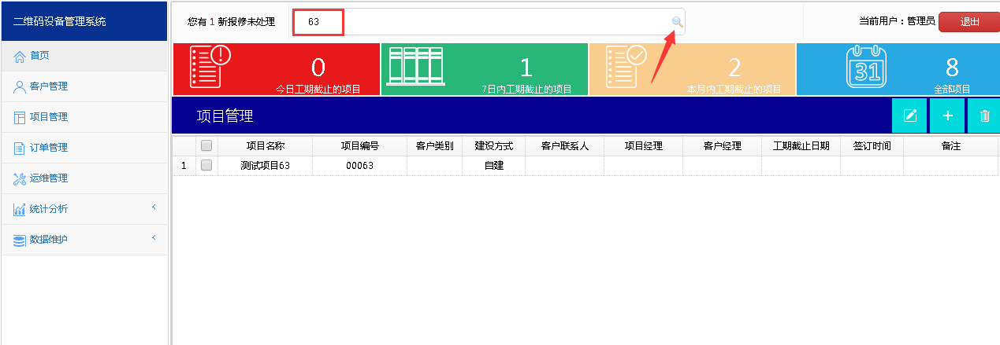 二维码设备管理系统
您有 1 新报修未处理
63
当前用户：管理员
退出
首页
客户管理
项目管理
订单管理
运维管理
统计分析
数据维护
0
今日工期截止的项目
1
7日内工期截止的项目
2
本月内工期截止的项目
31
8
全部项目
项目管理
项目名称 项目编号 客户类别 建设方式 客户联系人 项目经理 客户经理 工期截止日期 签订时间 备注
1 测试项目63 00063 自建